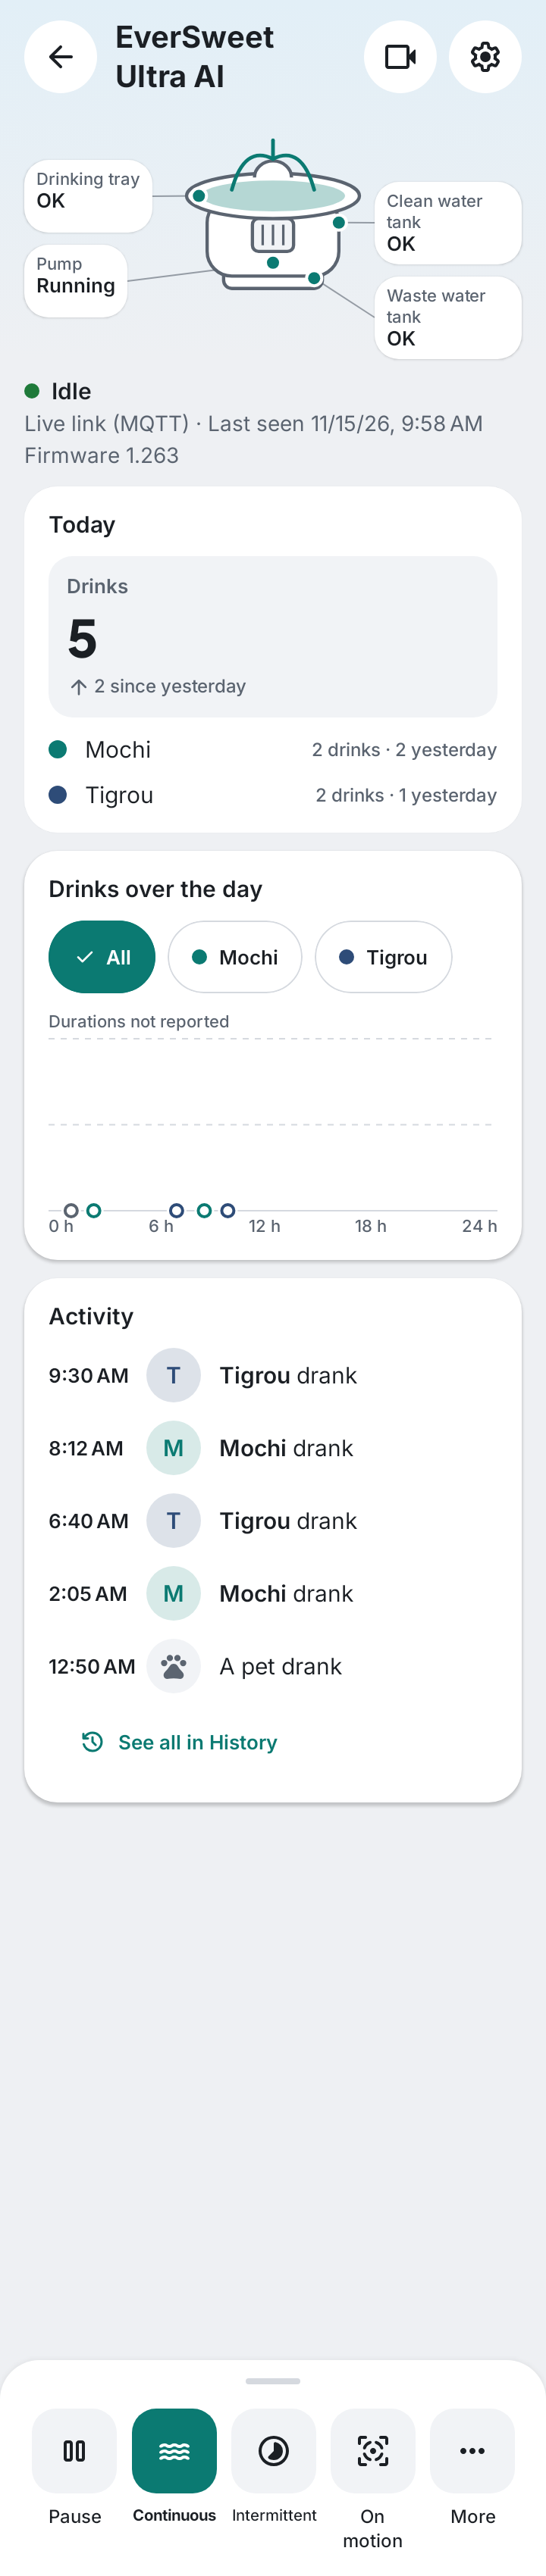 EverSweet
Ultra AI
Drinking tray
OK
Clean water
tank
OK
Pump
Running
Waste water
tank
OK
Idle
Live link (MQTT) · Last seen 11/15/26, 9:58 AM
Firmware 1.263
Today
Drinks
5
2 since yesterday
Mochi
2 drinks · 2 yesterday
Tigrou
2 drinks · 1 yesterday
Drinks over the day
All
Mochi
Tigrou
Durations not reported
0 h
6 h
12 h
18 h
24 h
Activity
9:30 AM T Tigrou drank
8:12 AM M Mochi drank
6:40 AM T Tigrou drank
2:05 AM M Mochi drank
12:50 AM A pet drank
See all in History
Pause
Continuous
Intermittent
On
motion
More